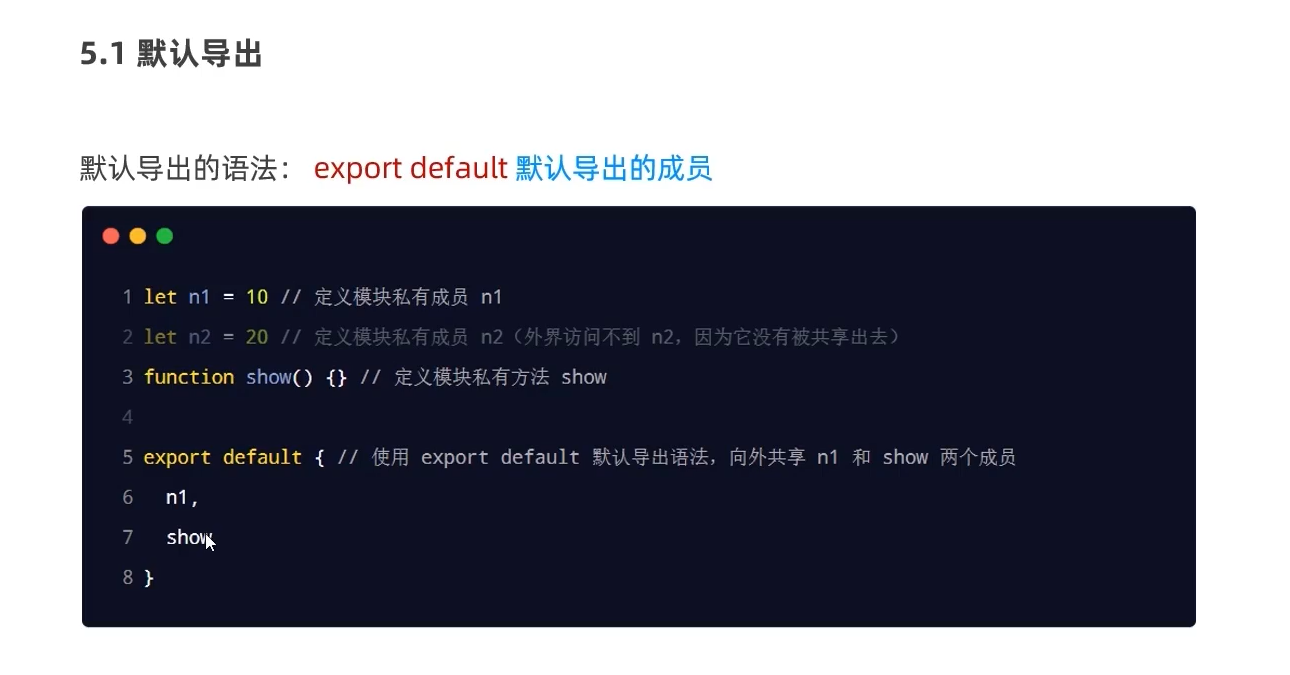 5.1 默认导出
默认导出的语法： export default 默认导出的成员
1 let n1 = 10 // 定义模块私有成员 n1
2 let n2 = 20 // 定义模块私有成员 n2（外界访问不到 n2，因为它没有被共享出去）
3 function show() {} // 定义模块私有方法 show
4
5 export default { // 使用 export default 默认导出语法，向外共享 n1 和 show 两个成员
6 n1,
7 show
8 }